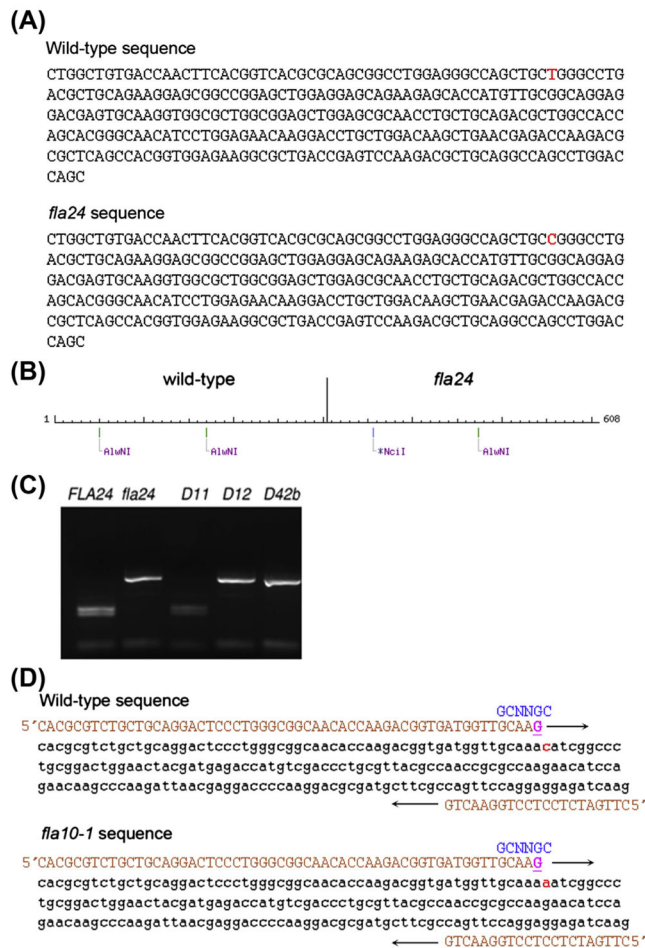 (A)
Wild-type sequence
CTGGCTGTGACCAACTTCACGGTCACGCGCAGCGGCCTGGAGGGCCAGCTGCTGGGCCTG
ACGCTGCAGAAGGAGCGGCCGGAGCTGGAGGAGCAGAAGAGCACCATGTTGCGGCAGGAG
GACGAGTGCAAGGTGGCGCTGGCGGAGCTGGAGCGCAACCTGCTGCAGACGCTGGCCACC
AGCACGGGCAACATCCTGGAGAACAAGGACCTGCTGGACAAGCTGAACGAGACCAAGACG
CGCTCAGCCACGGTGGAGAAGGCGCTGACCGAGTCCAAGACGCTGCAGGCCAGCCTGGAC
CAGC
fla24 sequence
CTGGCTGTGACCAACTTCACGGTCACGCGCAGCGGCCTGGAGGGCCAGCTGCCGGGCCTG
ACGCTGCAGAAGGAGCGGCCGGAGCTGGAGGAGCAGAAGAGCACCATGTTGCGGCAGGAG
GACGAGTGCAAGGTGGCGCTGGCGGAGCTGGAGCGCAACCTGCTGCAGACGCTGGCCACC
AGCACGGGCAACATCCTGGAGAACAAGGACCTGCTGGACAAGCTGAACGAGACCAAGACG
CGCTCAGCCACGGTGGAGAAGGCGCTGACCGAGTCCAAGACGCTGCAGGCCAGCCTGGAC
CAGC
(B)
wild-type fla24
1 608
AlwNI AlwNI *NciI AlwNI
(C)
FLA24 fla24 D11 D12 D42b
(D)
Wild-type sequence
GCNNGC
5´CACGCGTCTGCTGCAGGACTCCCTGGGCGGCAACACCAAGACGGTGATGGTTGCAAG
cacgcgtctgctgcaggactccctgggcggcaacaccaagacggtgatggttgcaaacatcggccc
tgcggactggaactacgatgagaccatgtcgaccctgcgttacgccaaccgcgccaagaacatcca
gaacaagcccaagattaacgaggaccccaaggacgcgatgcttcgccagttccaggaggagatcaag
GTCAAGGTCCTCCTCTAGTTC5´
fla10-1 sequence
GCNNGC
5´CACGCGTCTGCTGCAGGACTCCCTGGGCGGCAACACCAAGACGGTGATGGTTGCAAG
cacgcgtctgctgcaggactccctgggcggcaacaccaagacggtgatggttgcaaaaatcggccc
tgcggactggaactacgatgagaccatgtcgaccctgcgttacgccaaccgcgccaagaacatcca
gaacaagcccaagattaacgaggaccccaaggacgcgatgcttcgccagttccaggaggagatcaag
GTCAAGGTCCTCCTCTAGTTC5´